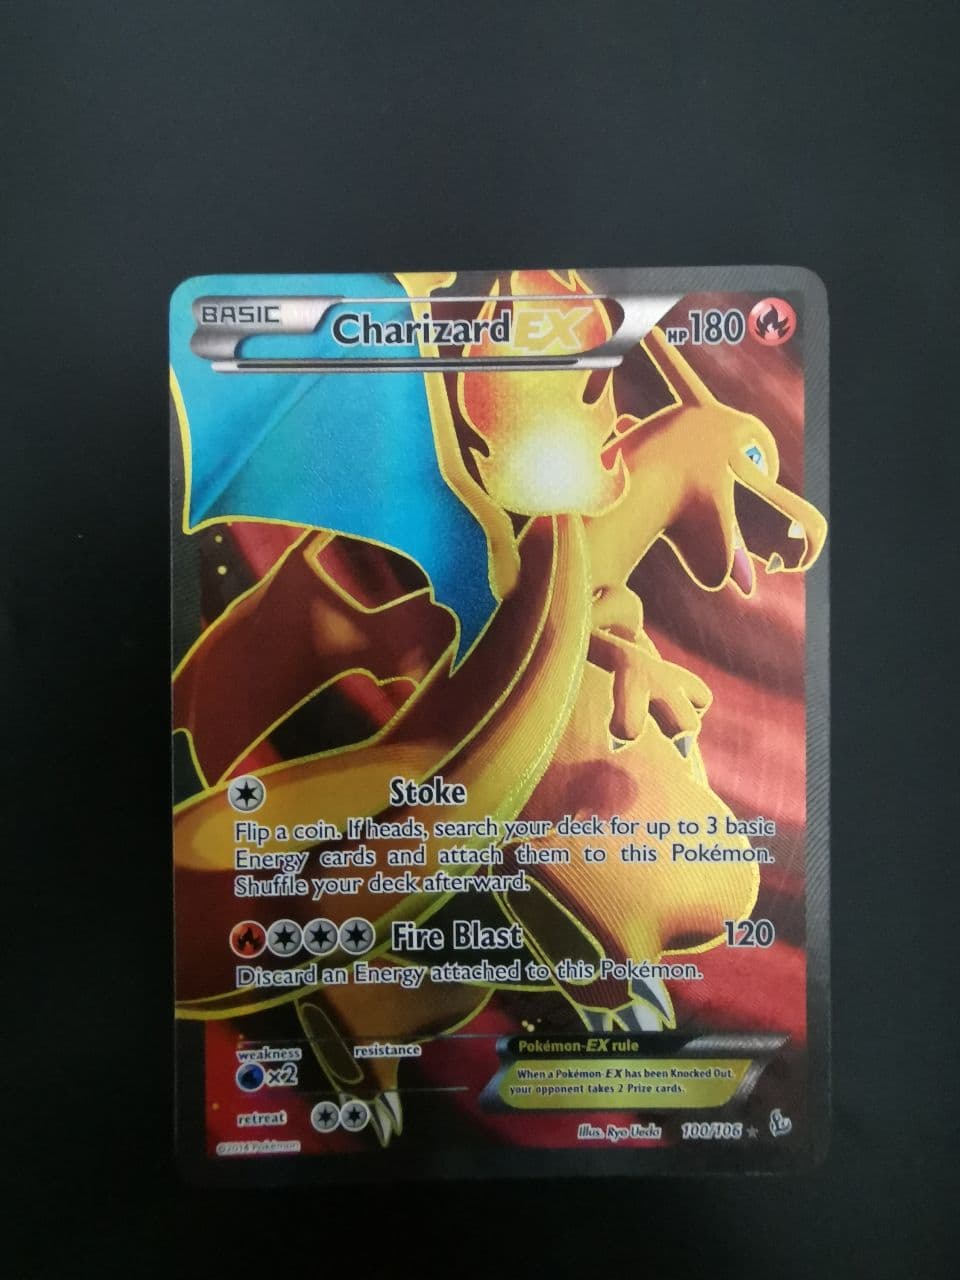 BASIC Charizard EX HP 180
Stoke
Flip a coin. If heads, search your deck for up to 3 basic
Energy cards and attach them to this Pokémon.
Shuffle your deck afterward.
Fire Blast 120
Discard an Energy attached to this Pokémon.
weakness resistance
×2
Pokémon-EX rule
When a Pokémon-EX has been Knocked Out,
your opponent takes 2 Prize cards.
retreat
Illus. Ryo Ueda 100/106
©2014 Pokémon